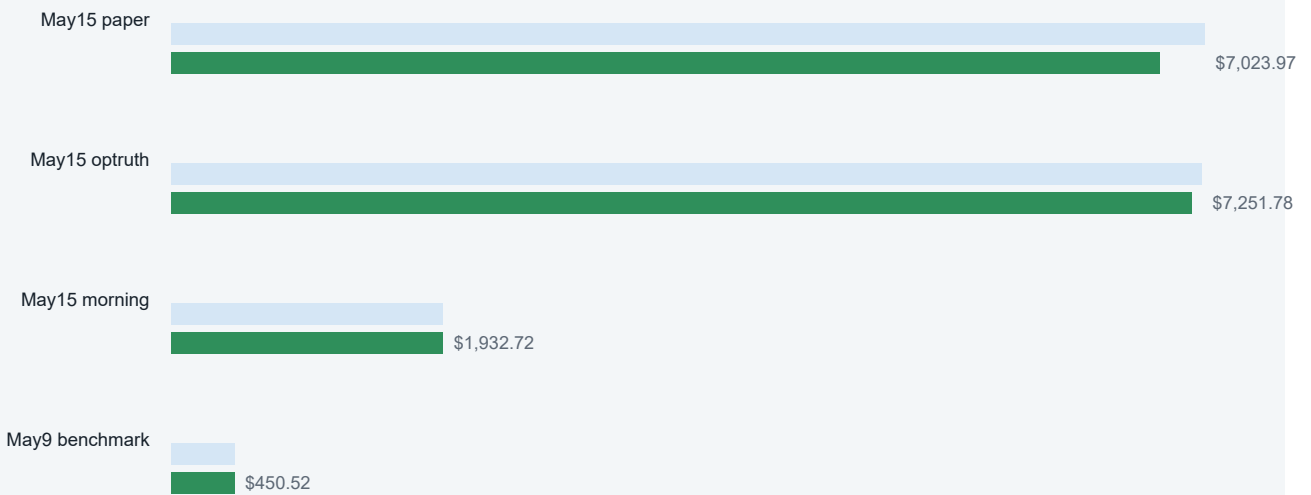 May15 paper
$7,023.97
May15 optruth
$7,251.78
May15 morning
$1,932.72
May9 benchmark
$450.52